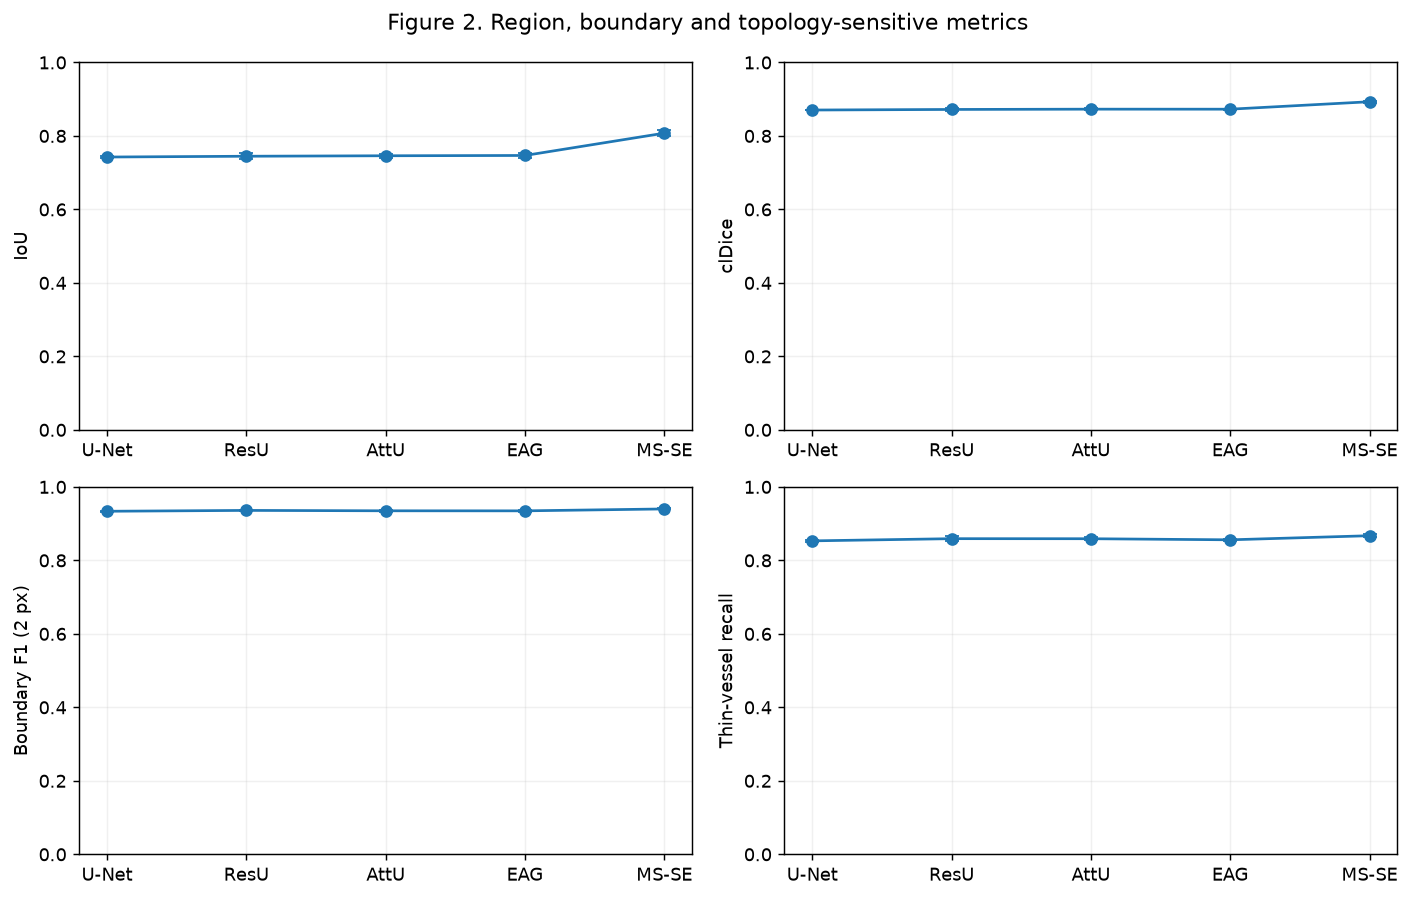 Figure 2. Region, boundary and topology-sensitive metrics
1.0
0.8
0.6
0.4
0.2
0.0
IoU
U-Net ResU AttU EAG MS-SE
1.0
0.8
0.6
0.4
0.2
0.0
clDice
U-Net ResU AttU EAG MS-SE
1.0
0.8
0.6
0.4
0.2
0.0
Boundary F1 (2 px)
U-Net ResU AttU EAG MS-SE
1.0
0.8
0.6
0.4
0.2
0.0
Thin-vessel recall
U-Net ResU AttU EAG MS-SE